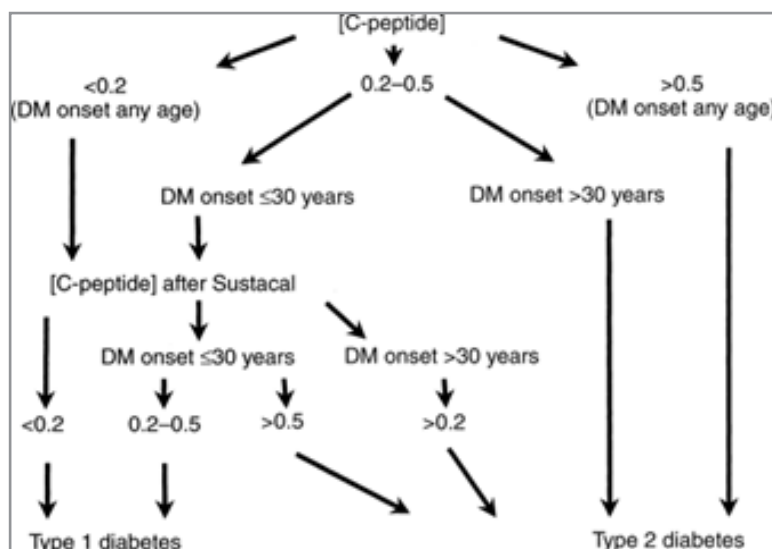 [C-peptide]
<0.2
(DM onset any age)
0.2–0.5
>0.5
(DM onset any age)
DM onset ≤30 years
DM onset >30 years
[C-peptide] after Sustacal
DM onset ≤30 years
DM onset >30 years
<0.2
0.2–0.5
>0.5
>0.2
Type 1 diabetes
Type 2 diabetes